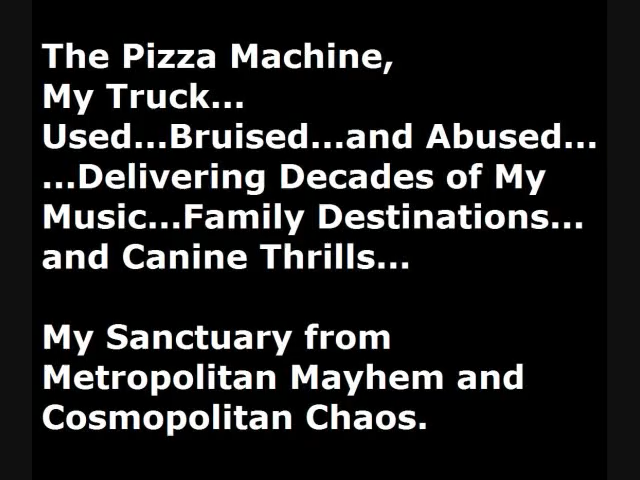 The Pizza Machine,
My Truck...
Used...Bruised...and Abused...
...Delivering Decades of My
Music...Family Destinations...
and Canine Thrills...
My Sanctuary from
Metropolitan Mayhem and
Cosmopolitan Chaos.